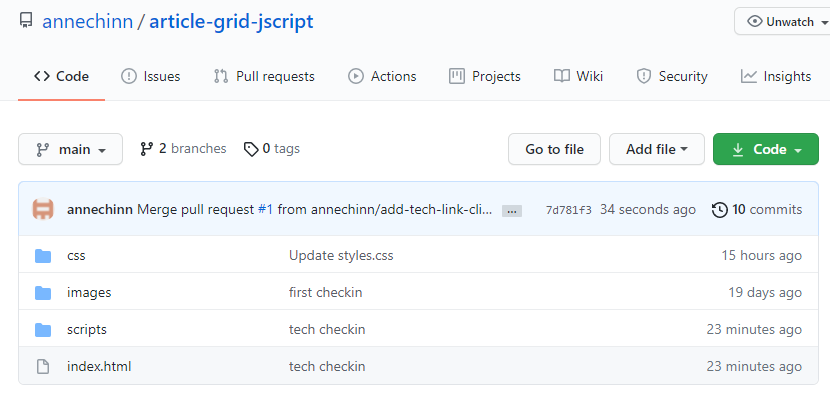 annechinn / article-grid-jscript Unwatch
Code Issues Pull requests Actions Projects Wiki Security Insights
main 2 branches 0 tags Go to file Add file Code
annechinn Merge pull request #1 from annechinn/add-tech-link-cli... ... 7d781f3 34 seconds ago 10 commits
css Update styles.css 15 hours ago
images first checkin 19 days ago
scripts tech checkin 23 minutes ago
index.html tech checkin 23 minutes ago